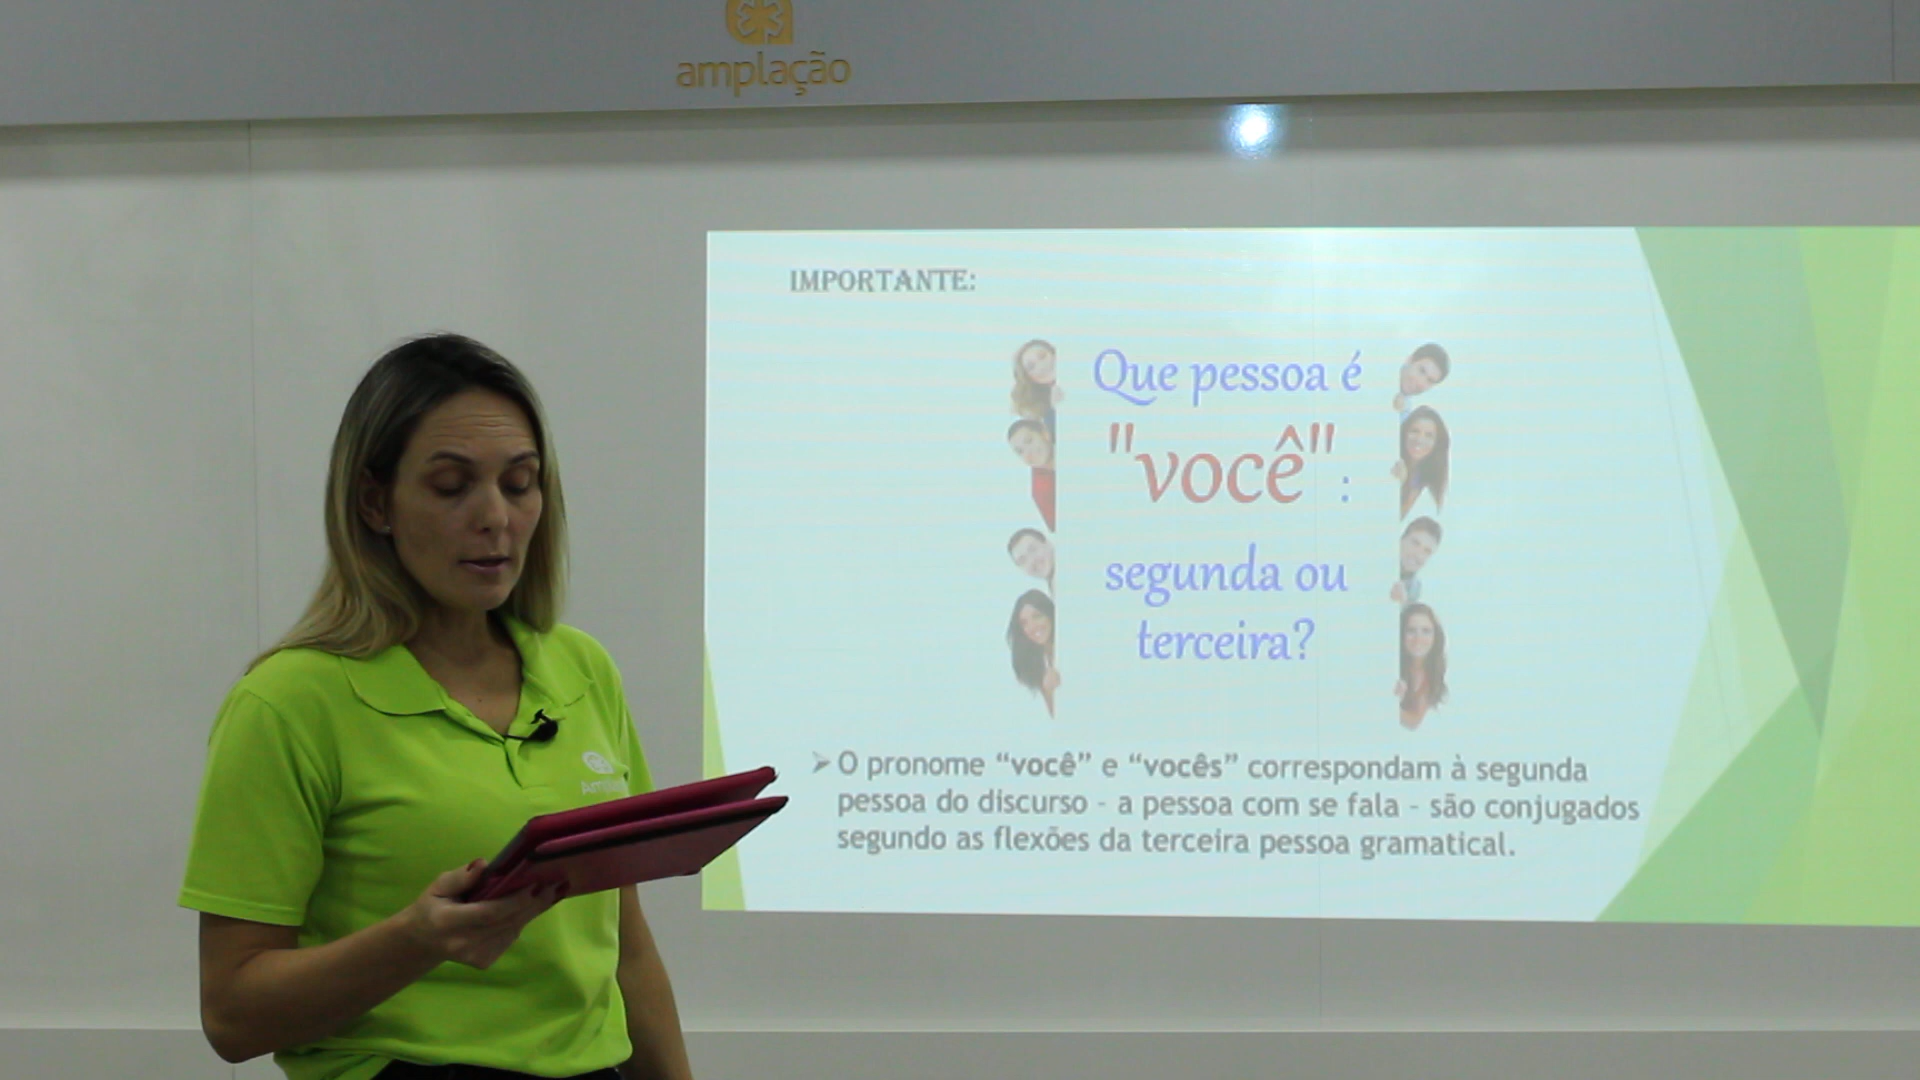 amplação
IMPORTANTE:
Que pessoa é
"você" :
segunda ou
terceira?
➢ O pronome “você” e “vocês” correspondam à segunda
pessoa do discurso - a pessoa com se fala - são conjugados
segundo as flexões da terceira pessoa gramatical.